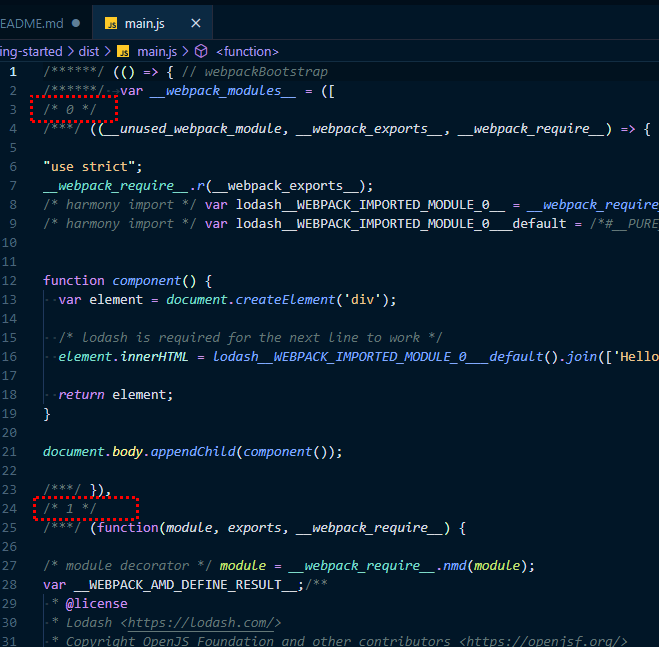 README.md ● JS main.js ×
ing-started > dist > JS main.js > <function>
1 /******/ (() => { // webpackBootstrap
2 /******/ var __webpack_modules__ = ([
3 /* 0 */
4 /***/ ((__unused_webpack_module, __webpack_exports__, __webpack_require__) => {
5
6 "use strict";
7 __webpack_require__.r(__webpack_exports__);
8 /* harmony import */ var lodash__WEBPACK_IMPORTED_MODULE_0__ = __webpack_require_
9 /* harmony import */ var lodash__WEBPACK_IMPORTED_MODULE_0___default = /*#__PURE
10
11
12 function component() {
13 var element = document.createElement('div');
14
15 /* lodash is required for the next line to work */
16 element.innerHTML = lodash__WEBPACK_IMPORTED_MODULE_0___default().join(['Hello
17
18 return element;
19 }
20
21 document.body.appendChild(component());
22
23 /***/ }),
24 /* 1 */
25 /***/ (function(module, exports, __webpack_require__) {
26
27 /* module decorator */ module = __webpack_require__.nmd(module);
28 var __WEBPACK_AMD_DEFINE_RESULT__;/**
29 * @license
30 * Lodash <https://lodash.com/>
31 * Copyright OpenJS Foundation and other contributors <https://openjsf.org/>